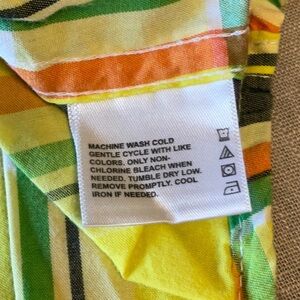 MACHINE WASH COLD
GENTLE CYCLE WITH LIKE
COLORS. ONLY NON-
CHLORINE BLEACH WHEN
NEEDED. TUMBLE DRY LOW.
REMOVE PROMPTLY. COOL
IRON IF NEEDED.